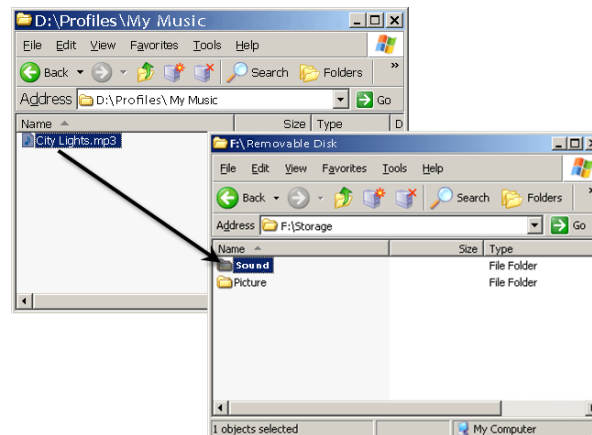 D:\Profiles\My Music
File Edit View Favorites Tools Help
Back Search Folders »
Address D:\Profiles\ My Music Go
Name Size Type D
City Lights.mp3
F:\Removable Disk
File Edit View Favorites Tools Help
Back Search Folders
Address F:\Storage Go
Name Size Type
Sound File Folder
Picture File Folder
1 objects selected My Computer